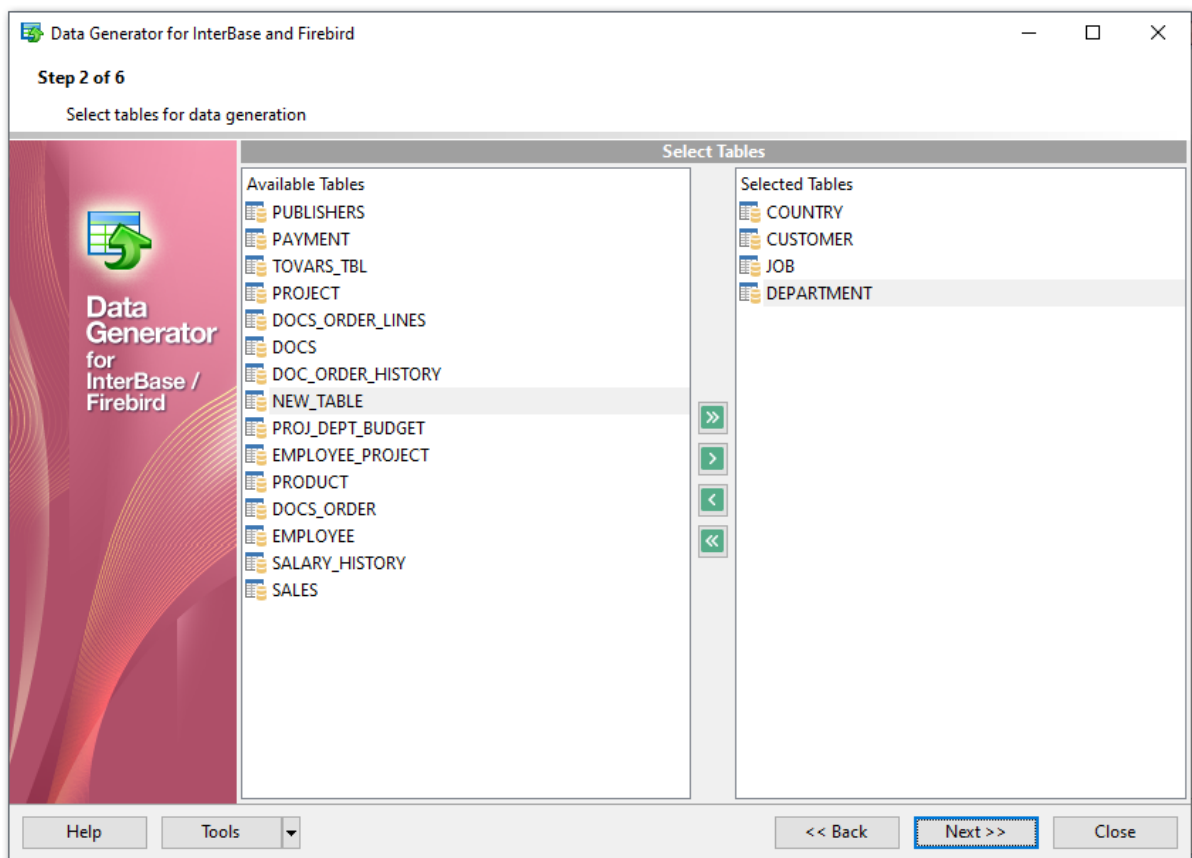 Data Generator for InterBase and Firebird
Step 2 of 6
Select tables for data generation
Data
Generator
for
InterBase /
Firebird
Select Tables
Available Tables
PUBLISHERS
PAYMENT
TOVARS_TBL
PROJECT
DOCS_ORDER_LINES
DOCS
DOC_ORDER_HISTORY
NEW_TABLE
PROJ_DEPT_BUDGET
EMPLOYEE_PROJECT
PRODUCT
DOCS_ORDER
EMPLOYEE
SALARY_HISTORY
SALES
Selected Tables
COUNTRY
CUSTOMER
JOB
DEPARTMENT
Help
Tools
<< Back
Next >>
Close